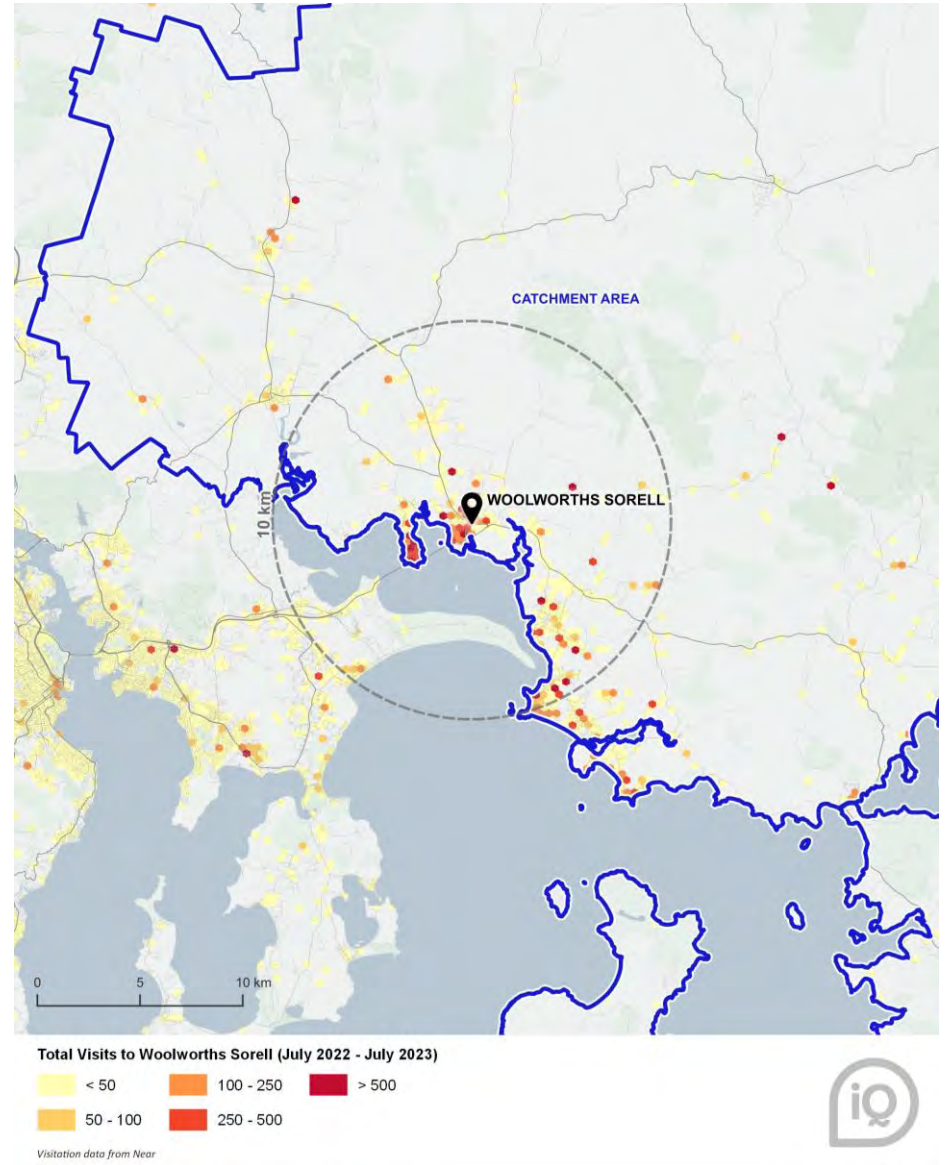 CATCHMENT AREA
WOOLWORTHS SORELL
10 km
0 5 10 km
Total Visits to Woolworths Sorell (July 2022 - July 2023)
< 50 100 - 250 > 500
50 - 100 250 - 500
iQ
Visitation data from Near